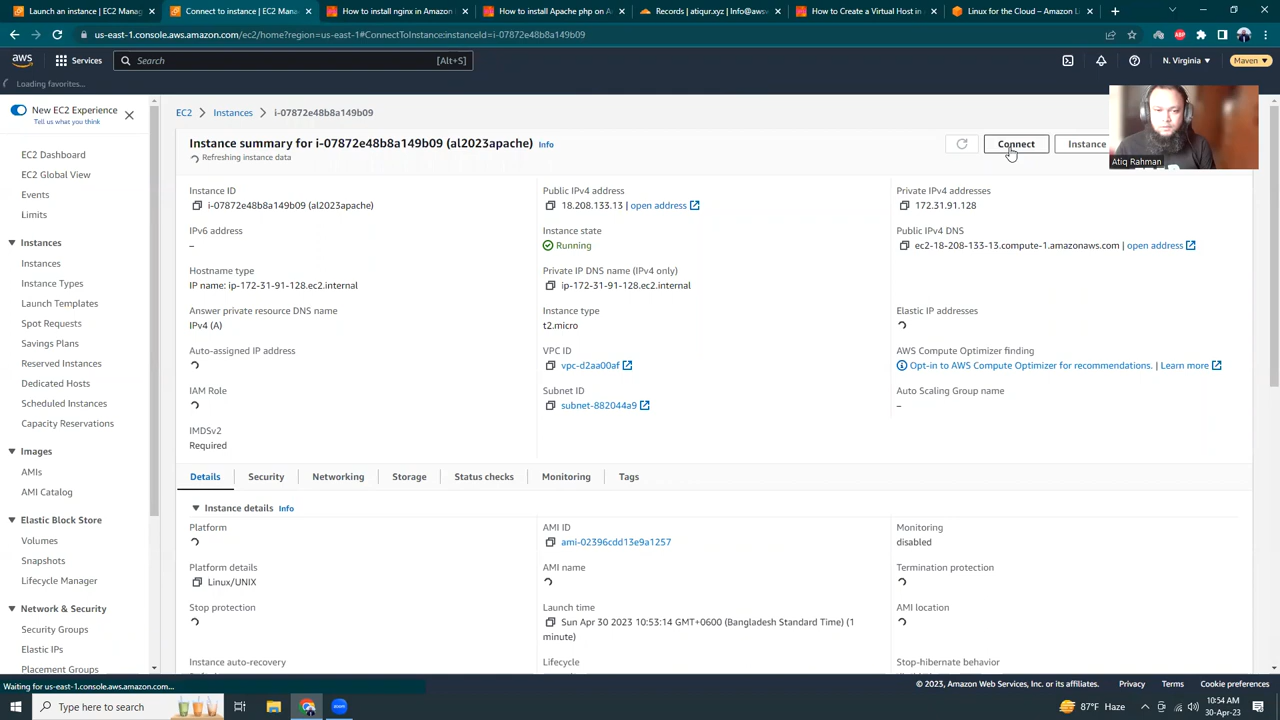 Launch an instance | EC2 Manag
Connect to instance | EC2 Mana
How to install nginx in Amazon
How to install Apache php on A
Records | atiqur.xyz | Info@aws
How to Create a Virtual Host in
Linux for the Cloud – Amazon Li
us-east-1.console.aws.amazon.com/ec2/home?region=us-east-1#ConnectToInstance:instanceId=i-07872e48b8a149b09
aws Services Search [Alt+S] N. Virginia Maven
Loading favorites...
New EC2 Experience
Tell us what you think
EC2 Dashboard
EC2 Global View
Events
Limits
Instances
Instances
Instance Types
Launch Templates
Spot Requests
Savings Plans
Reserved Instances
Dedicated Hosts
Scheduled Instances
Capacity Reservations
Images
AMIs
AMI Catalog
Elastic Block Store
Volumes
Snapshots
Lifecycle Manager
Network & Security
Security Groups
Elastic IPs
Placement Groups
EC2 Instances i-07872e48b8a149b09
Instance summary for i-07872e48b8a149b09 (al2023apache) Info
Refreshing instance data
Connect
Instance
Atiq Rahman
Instance ID
i-07872e48b8a149b09 (al2023apache)
Public IPv4 address
18.208.133.13 | open address
Private IPv4 addresses
172.31.91.128
IPv6 address
–
Instance state
Running
Public IPv4 DNS
ec2-18-208-133-13.compute-1.amazonaws.com | open address
Hostname type
IP name: ip-172-31-91-128.ec2.internal
Private IP DNS name (IPv4 only)
ip-172-31-91-128.ec2.internal
Answer private resource DNS name
IPv4 (A)
Instance type
t2.micro
Elastic IP addresses
Auto-assigned IP address
VPC ID
vpc-d2aa00af
AWS Compute Optimizer finding
Opt-in to AWS Compute Optimizer for recommendations. | Learn more
IAM Role
Subnet ID
subnet-882044a9
Auto Scaling Group name
–
IMDSv2
Required
Details Security Networking Storage Status checks Monitoring Tags
Instance details Info
Platform
AMI ID
ami-02396cdd13e9a1257
Monitoring
disabled
Platform details
Linux/UNIX
AMI name
Termination protection
Stop protection
Launch time
Sun Apr 30 2023 10:53:14 GMT+0600 (Bangladesh Standard Time) (1
minute)
AMI location
Instance auto-recovery
Lifecycle
Stop-hibernate behavior
Waiting for us-east-1.console.aws.amazon.com...
© 2023, Amazon Web Services, Inc. or its affiliates. Privacy Terms Cookie preferences
Type here to search
87°F Haze
10:54 AM
30-Apr-23